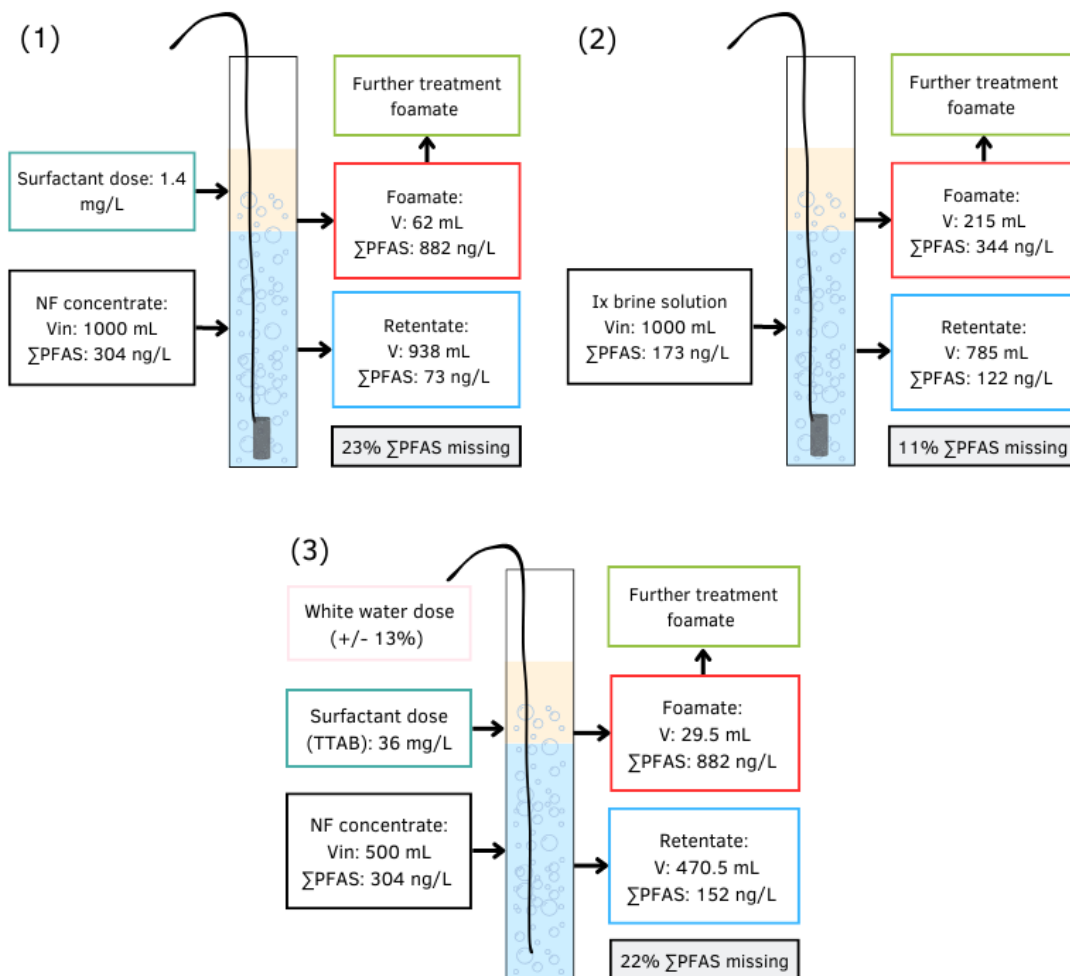 (1)
Further treatment
foamate
Surfactant dose: 1.4
mg/L
Foamate:
V: 62 mL
∑PFAS: 882 ng/L
NF concentrate:
Vin: 1000 mL
∑PFAS: 304 ng/L
Retentate:
V: 938 mL
∑PFAS: 73 ng/L
23% ∑PFAS missing
(2)
Further treatment
foamate
Foamate:
V: 215 mL
∑PFAS: 344 ng/L
Ix brine solution
Vin: 1000 mL
∑PFAS: 173 ng/L
Retentate:
V: 785 mL
∑PFAS: 122 ng/L
11% ∑PFAS missing
(3)
White water dose
(+/- 13%)
Further treatment
foamate
Surfactant dose
(TTAB): 36 mg/L
Foamate:
V: 29.5 mL
∑PFAS: 882 ng/L
NF concentrate:
Vin: 500 mL
∑PFAS: 304 ng/L
Retentate:
V: 470.5 mL
∑PFAS: 152 ng/L
22% ∑PFAS missing